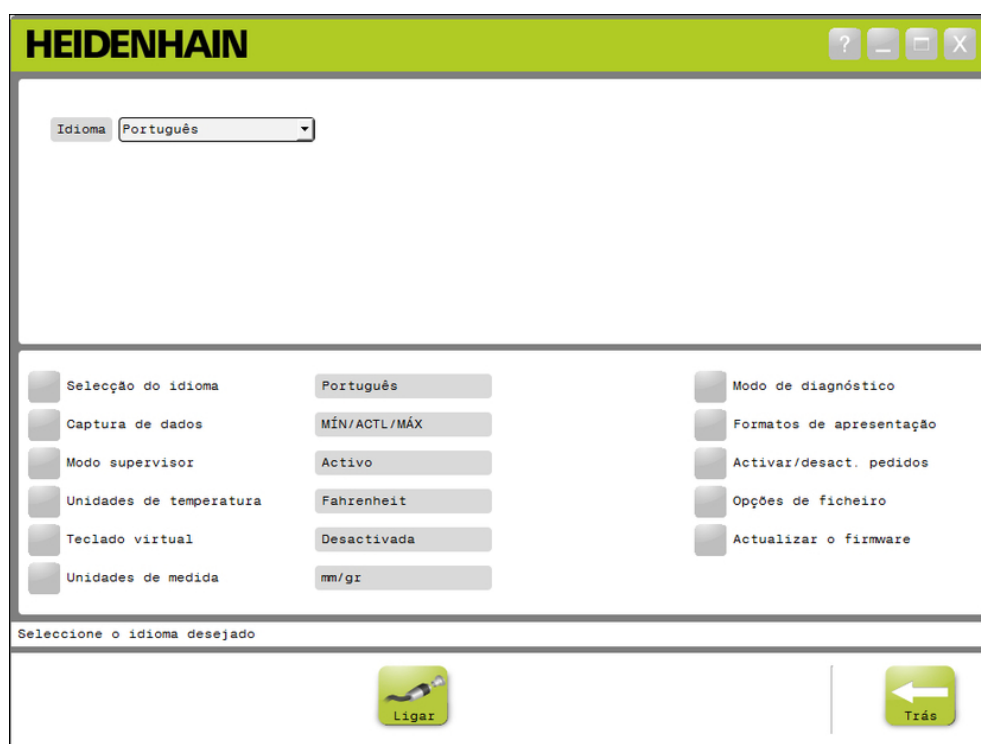 HEIDENHAIN
? _ X
Idioma Português
Selecção do idioma Português Modo de diagnóstico
Captura de dados MÍN/ACTL/MÁX Formatos de apresentação
Modo supervisor Activo Activar/desact. pedidos
Unidades de temperatura Fahrenheit Opções de ficheiro
Teclado virtual Desactivada Actualizar o firmware
Unidades de medida mm/gr
Seleccione o idioma desejado
Ligar Trás